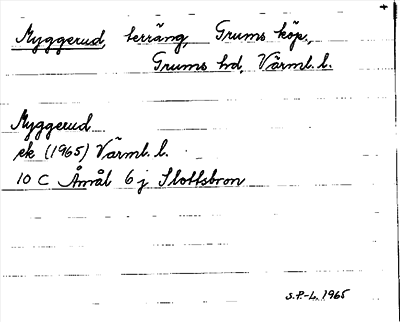 Myggerud, terräng, Grums köp.,
Grums hd, Värml. l.
Myggerud
ek (1965) Värml. l.
10 C Åmål 6 j Slottsbron
S.P.-L. 1965